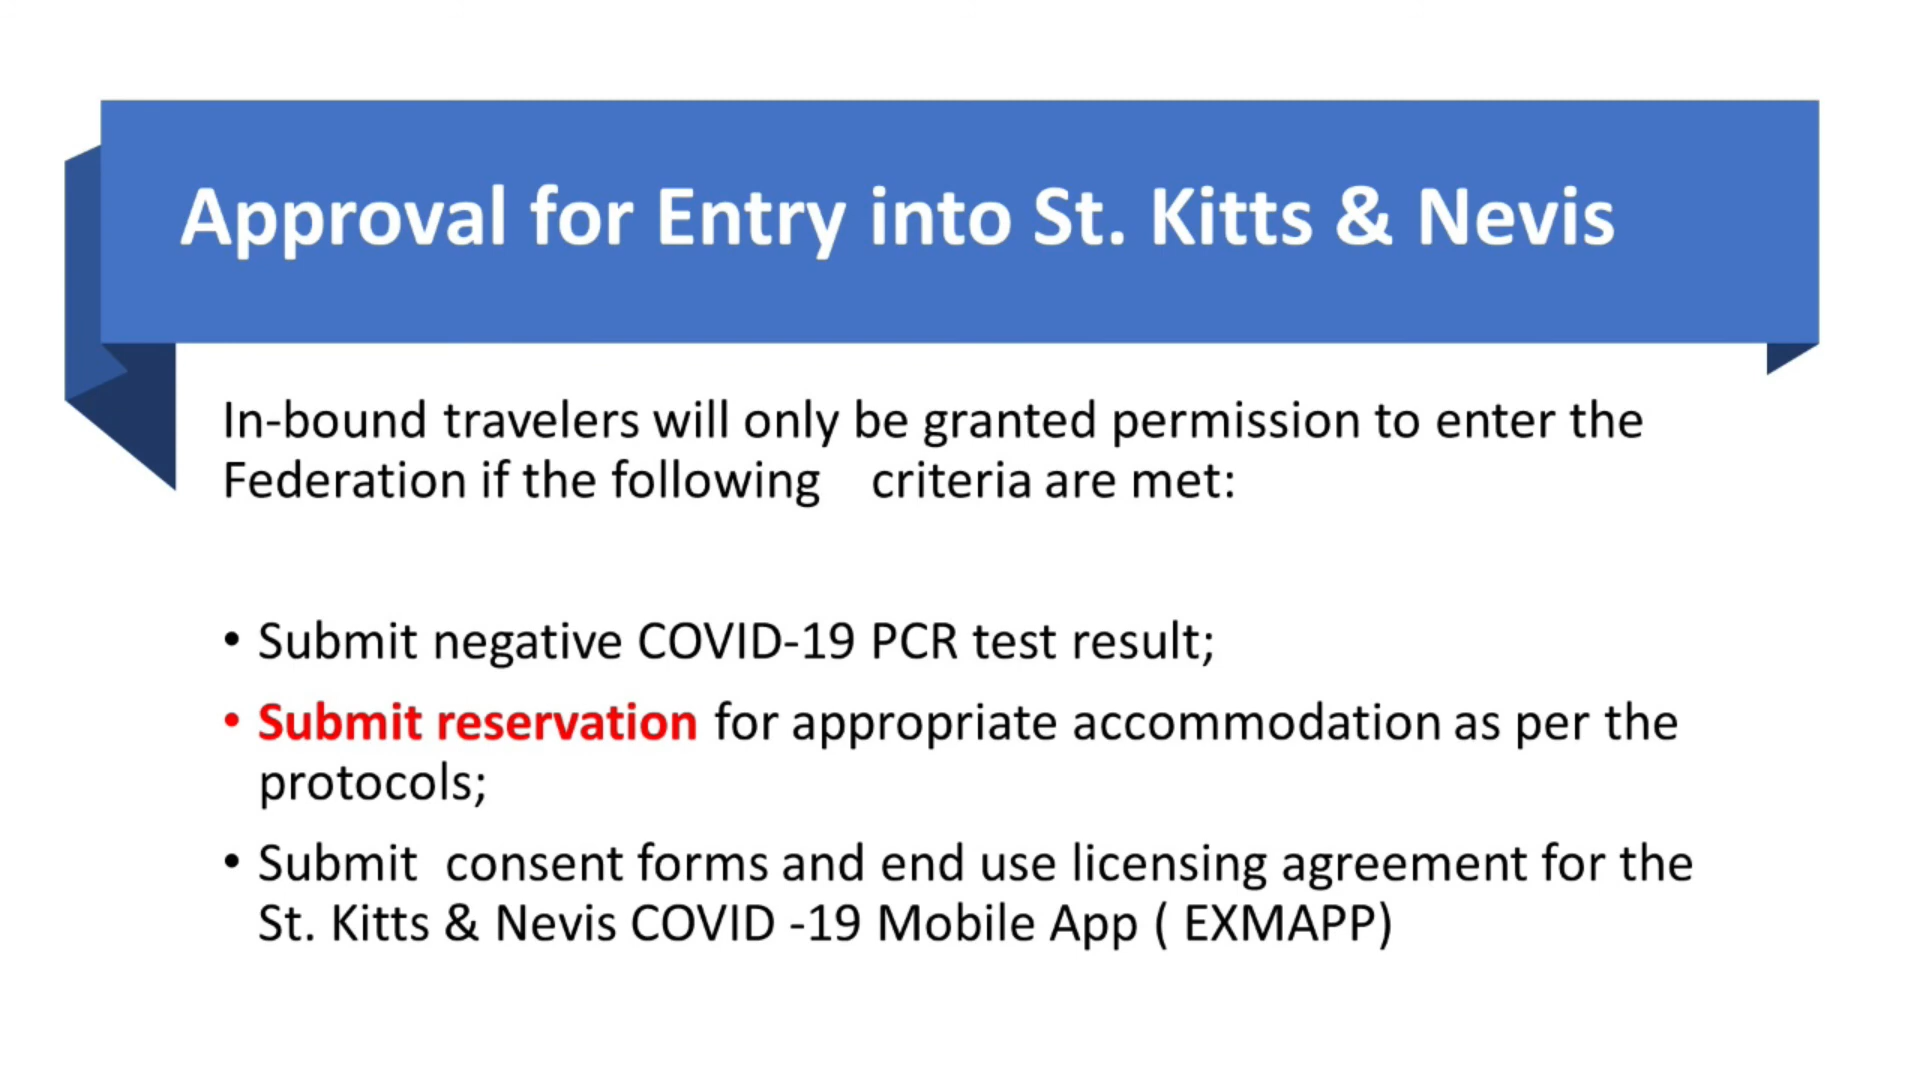 Approval for Entry into St. Kitts & Nevis
In-bound travelers will only be granted permission to enter the
Federation if the following criteria are met:
• Submit negative COVID-19 PCR test result;
• Submit reservation for appropriate accommodation as per the
protocols;
• Submit consent forms and end use licensing agreement for the
St. Kitts & Nevis COVID -19 Mobile App ( EXMAPP)